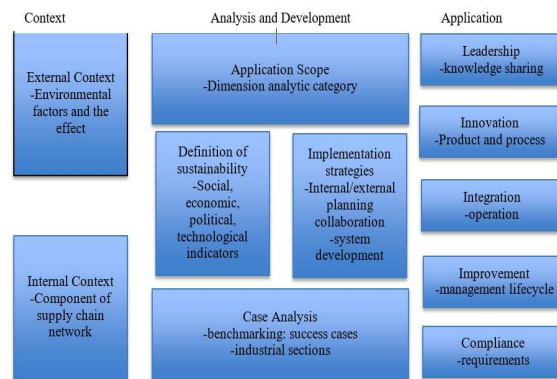 Context
Analysis and Development
Application
External Context
-Environmental
factors and the
effect
Internal Context
-Component of
supply chain
network
Application Scope
-Dimension analytic category
Definition of
sustainability
-Social,
economic,
political,
technological
indicators
Implementation
strategies
-Internal/external
planning
collaboration
-system
development
Case Analysis
-benchmarking: success cases
-industrial sections
Leadership
-knowledge sharing
Innovation
-Product and process
Integration
-operation
Improvement
-management lifecycle
Compliance
-requirements